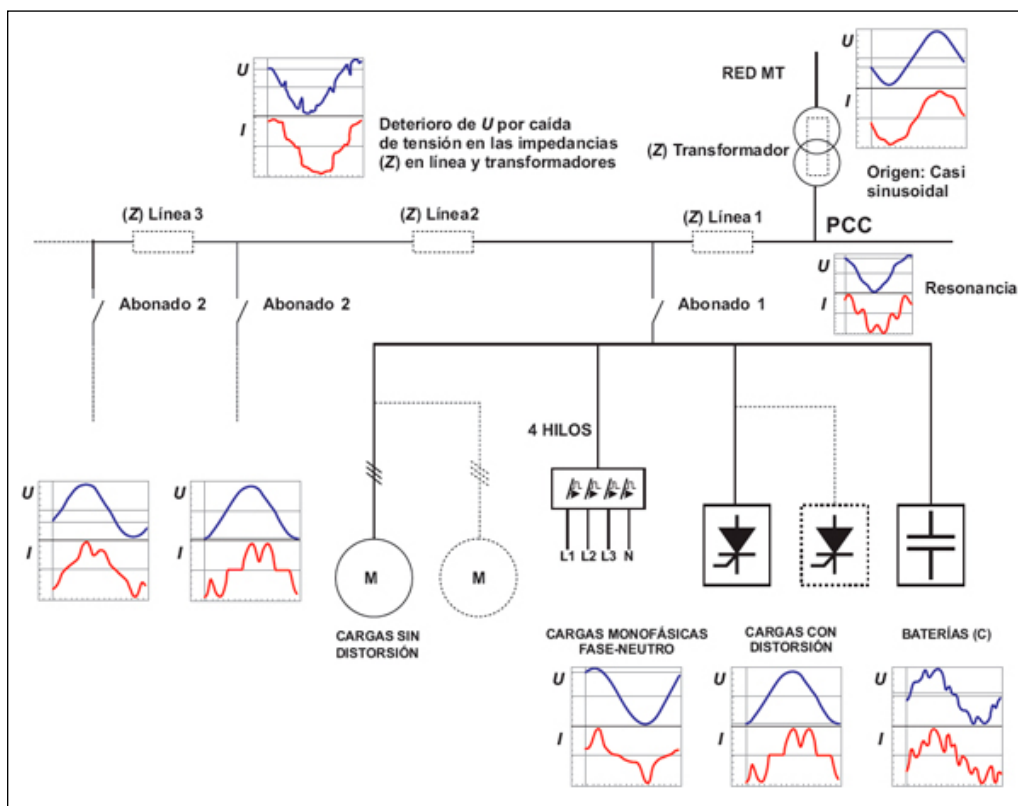 U
I
Deterioro de U por caída
de tensión en las impedancias
(Z) en línea y transformadores
RED MT
(Z) Transformador
U
I
Origen: Casi
sinusoidal
(Z) Línea 3
(Z) Línea2
(Z) Línea 1
PCC
U
I
Resonancia
Abonado 2
Abonado 2
Abonado 1
4 HILOS
L1 L2 L3 N
U
I
U
I
M
M
CARGAS SIN
DISTORSIÓN
CARGAS MONOFÁSICAS
FASE-NEUTRO
CARGAS CON
DISTORSIÓN
BATERÍAS (C)
U
I
U
I
U
I